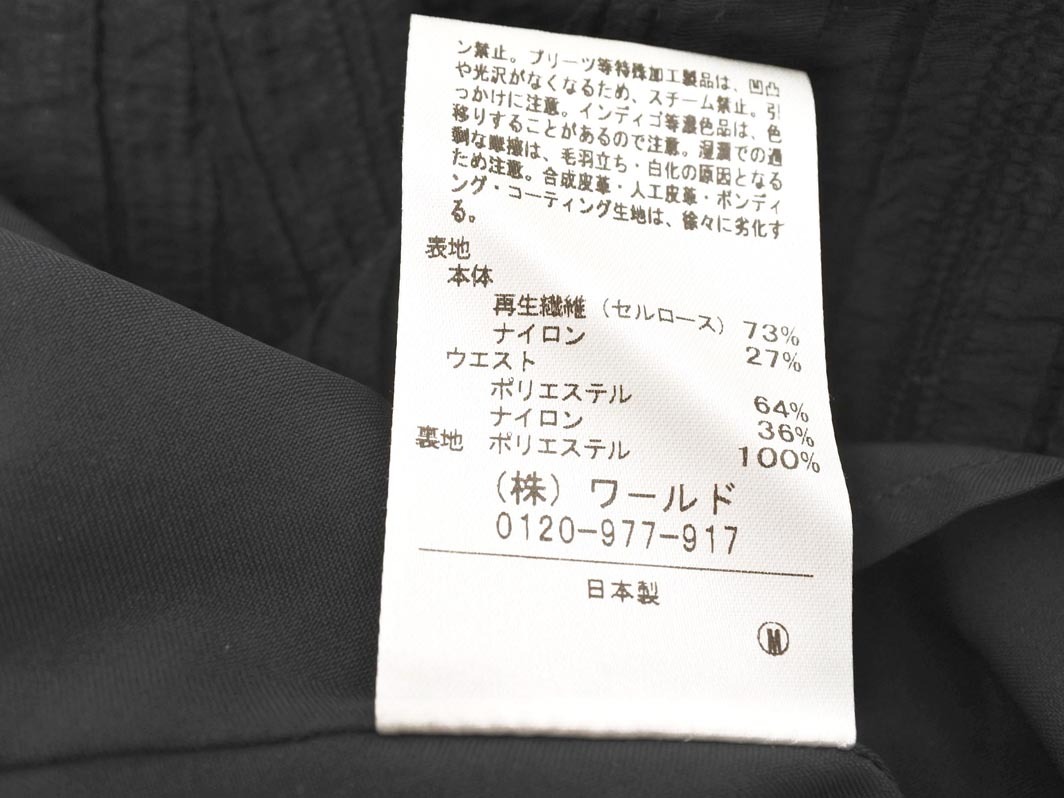 ン禁止。プリーツ等特殊加工製品は、凹凸
や光沢がなくなるため、スチーム禁止。引
っかけに注意。インディゴ等濃色品は、色
移りすることがあるので注意。湿潤での過
剰な摩擦は、毛羽立ち・白化の原因となる
ため注意。合成皮革・人工皮革・ボンディ
ング・コーティング生地は、徐々に劣化す
る。
表地
本体
再生繊維（セルロース） 73%
ナイロン 27%
ウエスト
ポリエステル 64%
ナイロン 36%
裏地 ポリエステル 100%
（株）ワールド
0120-977-917
日本製
Ⓜ